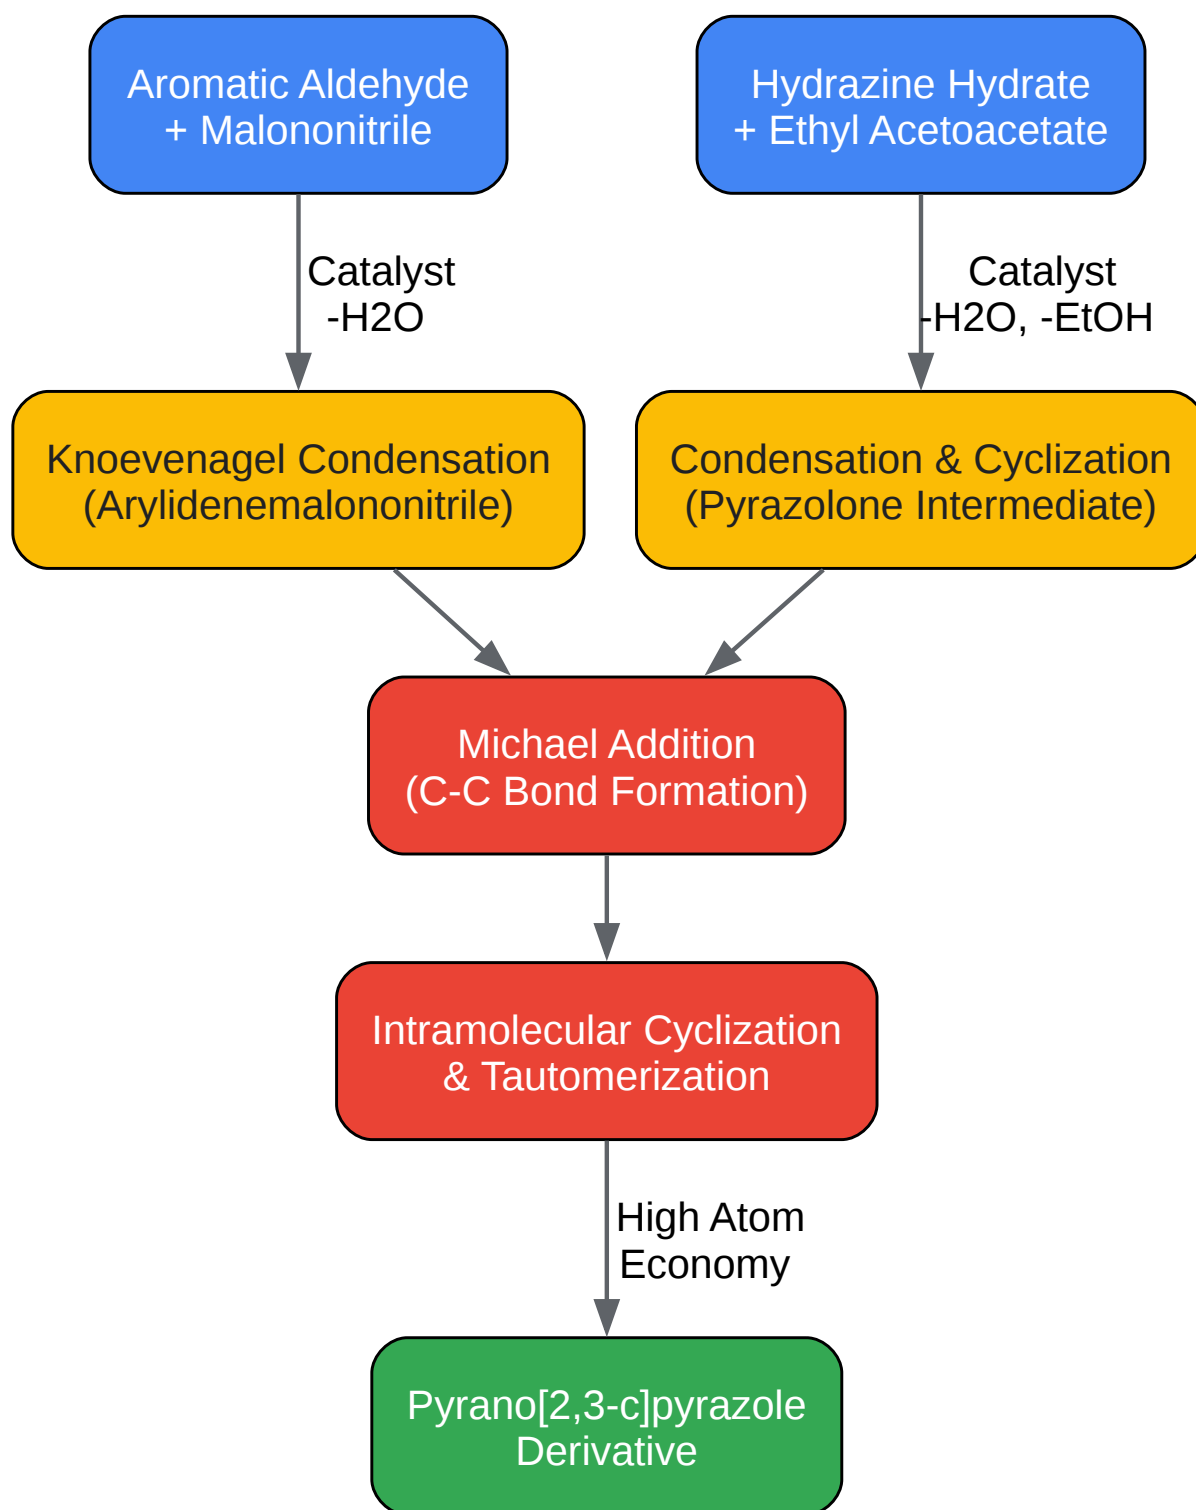 Aromatic Aldehyde
+ Malononitrile
Hydrazine Hydrate
+ Ethyl Acetoacetate
Catalyst
-H2O
Catalyst
-H2O, -EtOH
Knoevenagel Condensation
(Arylidenemalononitrile)
Condensation & Cyclization
(Pyrazolone Intermediate)
Michael Addition
(C-C Bond Formation)
Intramolecular Cyclization
& Tautomerization
High Atom
Economy
Pyrano[2,3-c]pyrazole
Derivative